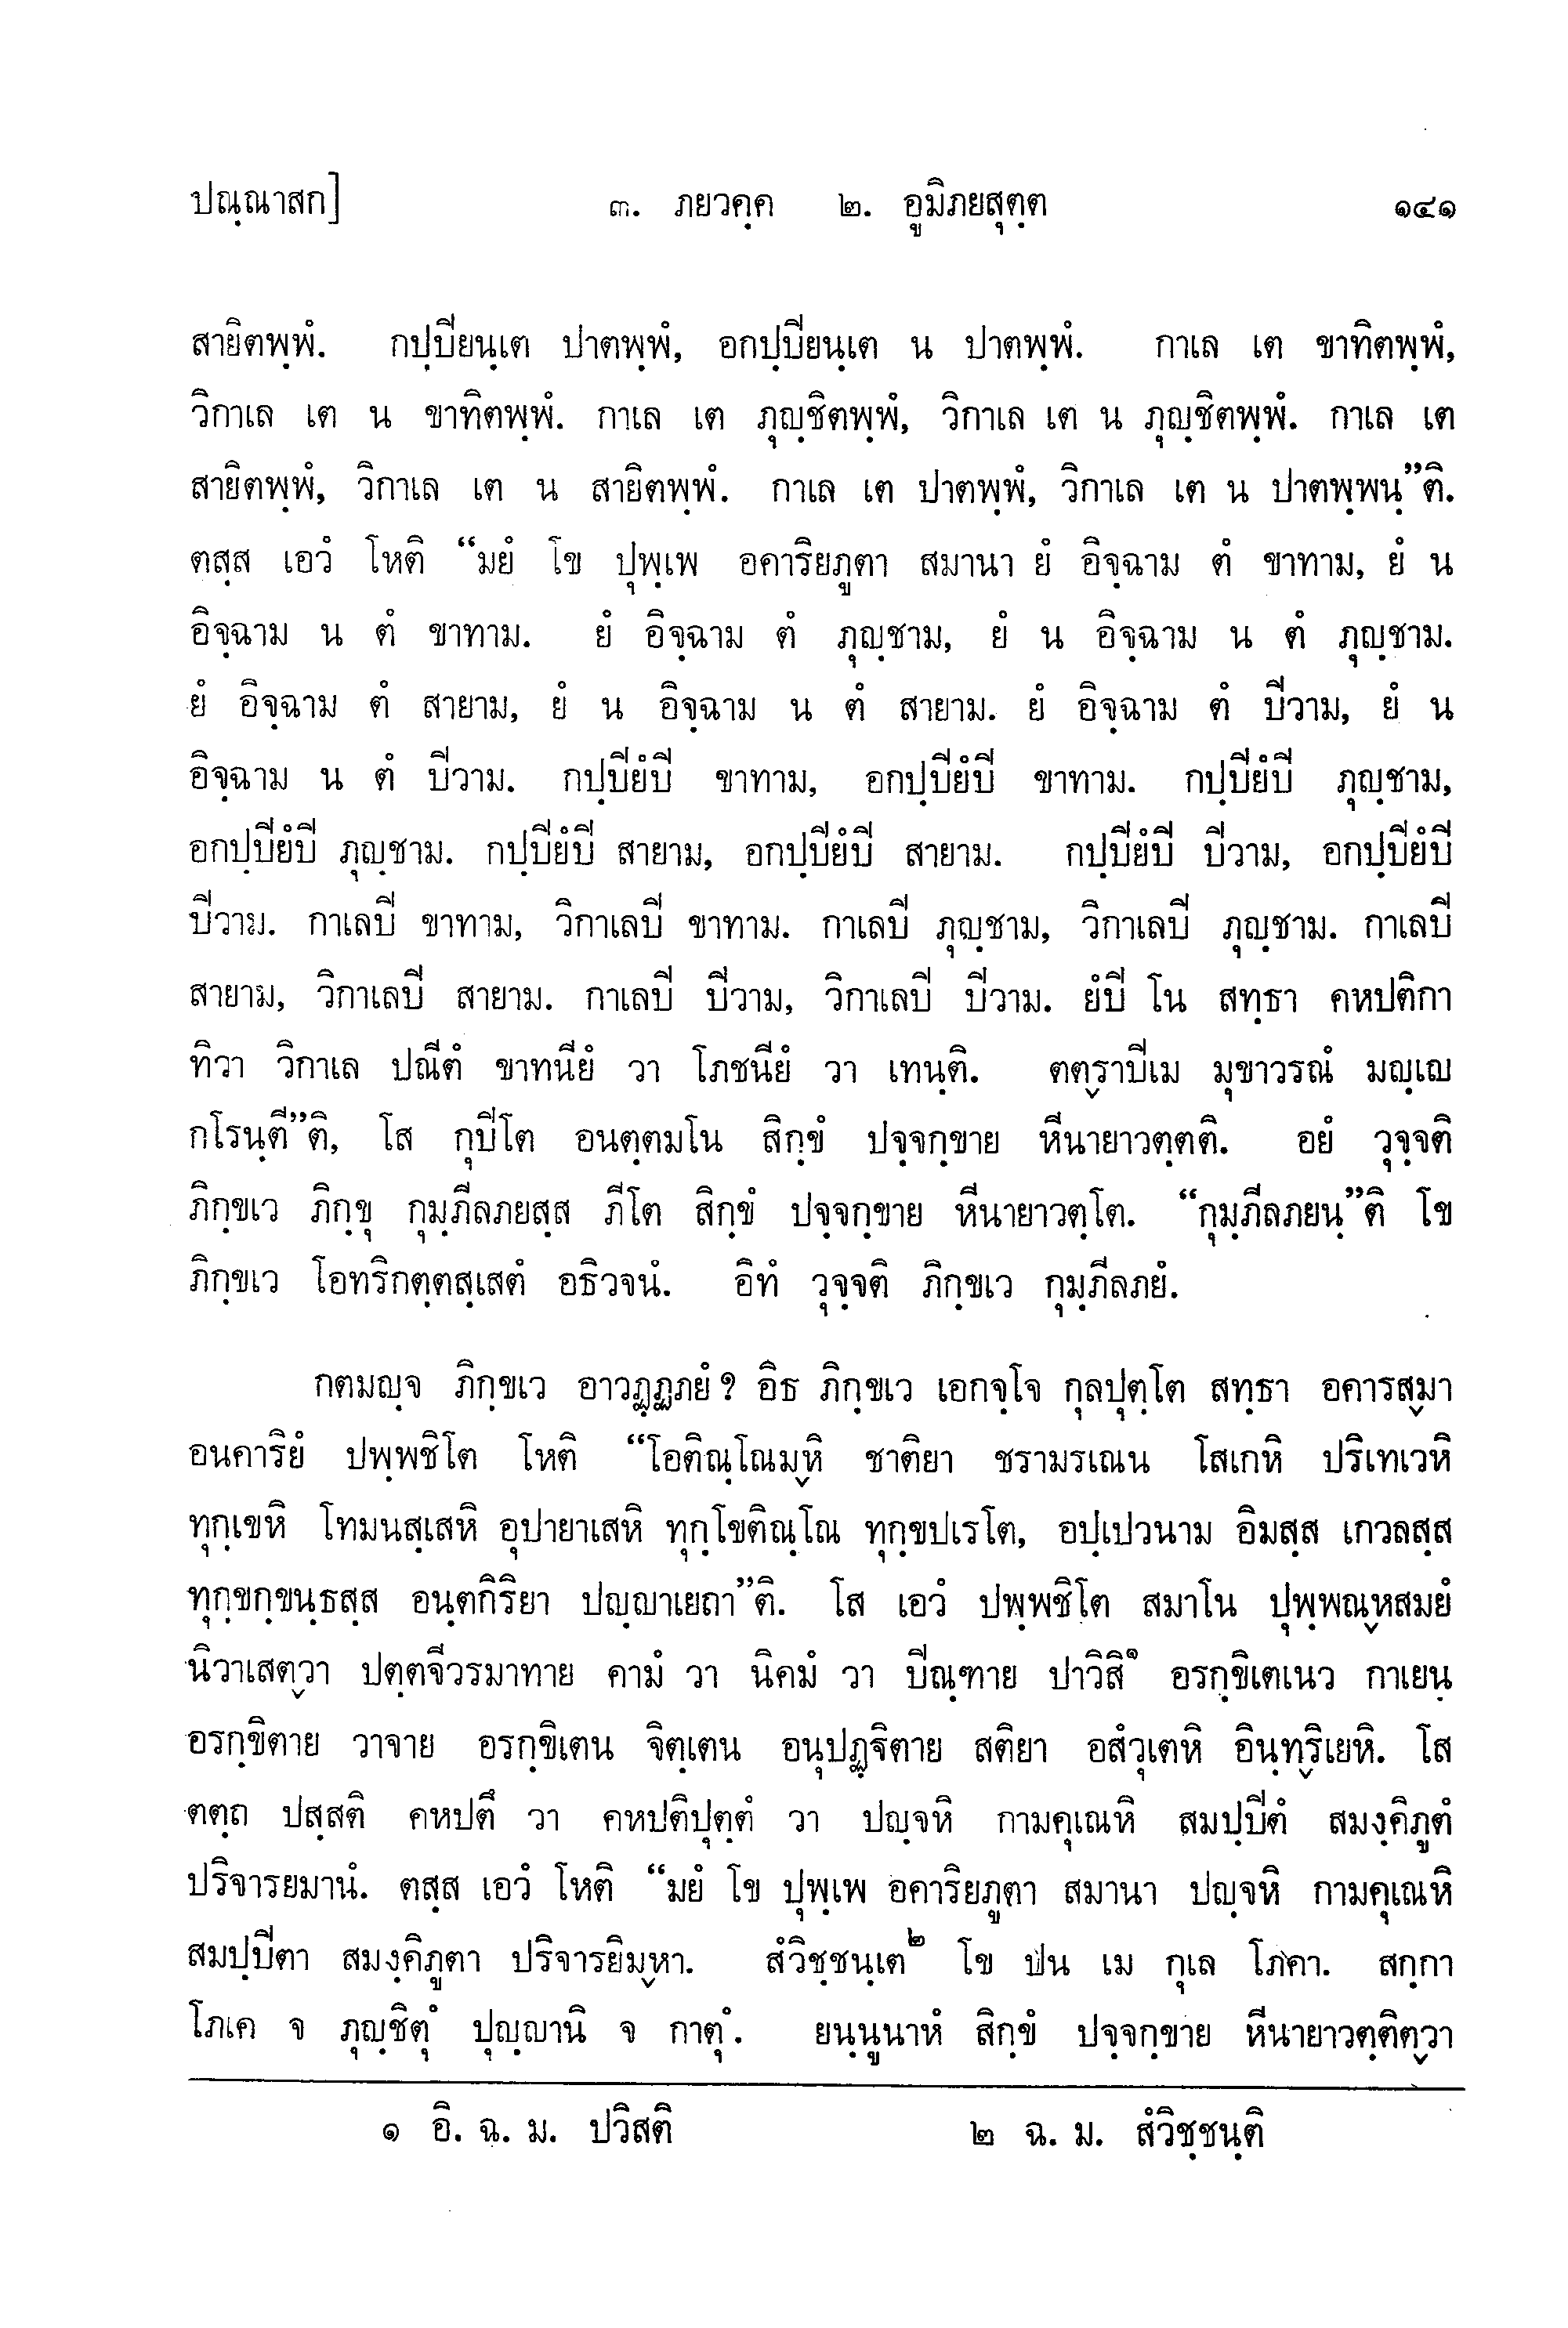 ปณฺณาสก] ๓. ภยวคฺค ๒. อูมิภยสุตฺต ๑๔๑
สายิตพฺพํ. กปฺปิยนฺเต ปาตพฺพํ, อกปฺปิยนฺเต น ปาตพฺพํ. กาเล เต ขาทิตพฺพํ,
วิกาเล เต น ขาทิตพฺพํ. กาเล เต ภุญฺชิตพฺพํ, วิกาเล เต น ภุญฺชิตพฺพํ. กาเล เต
สายิตพฺพํ, วิกาเล เต น สายิตพฺพํ. กาเล เต ปาตพฺพํ, วิกาเล เต น ปาตพฺพนฺ”ติ.
ตสฺส เอวํ โหติ “มยํ โข ปุพฺเพ อคาริยภูตา สมานา ยํ อิจฺฉาม ตํ ขาทาม, ยํ น
อิจฺฉาม น ตํ ขาทาม. ยํ อิจฺฉาม ตํ ภุญฺชาม, ยํ น อิจฺฉาม น ตํ ภุญฺชาม.
ยํ อิจฺฉาม ตํ สายาม, ยํ น อิจฺฉาม น ตํ สายาม. ยํ อิจฺฉาม ตํ ปิวาม, ยํ น
อิจฺฉาม น ตํ ปิวาม. กปฺปิยํปิ ขาทาม, อกปฺปิยํปิ ขาทาม. กปฺปิยํปิ ภุญฺชาม,
อกปฺปิยํปิ ภุญฺชาม. กปฺปิยํปิ สายาม, อกปฺปิยํปิ สายาม. กปฺปิยํปิ ปิวาม, อกปฺปิยํปิ
ปิวาม. กาเลปิ ขาทาม, วิกาเลปิ ขาทาม. กาเลปิ ภุญฺชาม, วิกาเลปิ ภุญฺชาม. กาเลปิ
สายาม, วิกาเลปิ สายาม. กาเลปิ ปิวาม, วิกาเลปิ ปิวาม. ยํปิ โน สทฺธา คหปติกา
ทิวา วิกาเล ปณีตํ ขาทนียํ วา โภชนียํ วา เทนฺติ. ตตฺราปิเม มุขาวรณํ มญฺเญ
กโรนฺตี”ติ, โส กุปิโต อนตฺตมโน สิกฺขํ ปจฺจกฺขาย หีนายาวตฺตติ. อยํ วุจฺจติ
ภิกฺขเว ภิกฺขุ กุมฺภีลภยสฺส ภีโต สิกฺขํ ปจฺจกฺขาย หีนายาวตฺโต. “กุมฺภีลภยนฺ”ติ โข
ภิกฺขเว โอทริกตฺตสฺเสตํ อธิวจนํ. อิทํ วุจฺจติ ภิกฺขเว กุมฺภีลภยํ.
กตมญฺจ ภิกฺขเว อาวฏฺฏภยํ? อิธ ภิกฺขเว เอกจฺโจ กุลปุตฺโต สทฺธา อคารสฺมา
อนคาริยํ ปพฺพชิโต โหติ “โอติณฺโณมฺหิ ชาติยา ชรามรเณน โสเกหิ ปริเทเวหิ
ทุกฺเขหิ โทมนสฺเสหิ อุปายาเสหิ ทุกฺโขติณฺโณ ทุกฺขปเรโต, อปฺเปวนาม อิมสฺส เกวลสฺส
ทุกฺขกฺขนฺธสฺส อนฺตกิริยา ปญฺญาเยถา”ติ. โส เอวํ ปพฺพชิโต สมาโน ปุพฺพณฺหสมยํ
นิวาเสตฺวา ปตฺตจีวรมาทาย คามํ วา นิคมํ วา ปิณฺฑาย ปาวิสิ๑ อรกฺขิเตเนว กาเยน
อรกฺขิตาย วาจาย อรกฺขิเตน จิตฺเตน อนุปฏฺฐิตาย สติยา อสํวุเตหิ อินฺทฺริเยหิ. โส
ตตฺถ ปสฺสติ คหปตึ วา คหปติปุตฺตํ วา ปญฺจหิ กามคุเณหิ สมปฺปิตํ สมงฺคิภูตํ
ปริจารยมานํ. ตสฺส เอวํ โหติ “มยํ โข ปุพฺเพ อคาริยภูตา สมานา ปญฺจหิ กามคุเณหิ
สมปฺปิตา สมงฺคิภูตา ปริจารยิมฺหา. สํวิชฺชนฺเต๒ โข ปน เม กุเล โภคา. สกฺกา
โภเค จ ภุญฺชิตุํ ปุญฺญานิ จ กาตุํ. ยนฺนูนาหํ สิกฺขํ ปจฺจกฺขาย หีนายาวตฺติตฺวา
๑ อิ. ฉ. ม. ปวิสติ ๒ ฉ. ม. สํวิชฺชนฺติ